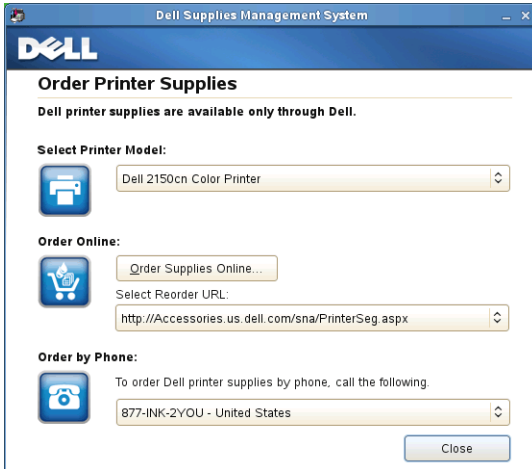 Dell Supplies Management System
DELL
Order Printer Supplies
Dell printer supplies are available only through Dell.
Select Printer Model:
Dell 2150cn Color Printer
Order Online:
Order Supplies Online...
Select Reorder URL:
http://Accessories.us.dell.com/sna/PrinterSeg.aspx
Order by Phone:
To order Dell printer supplies by phone, call the following.
877-INK-2YOU - United States
Close